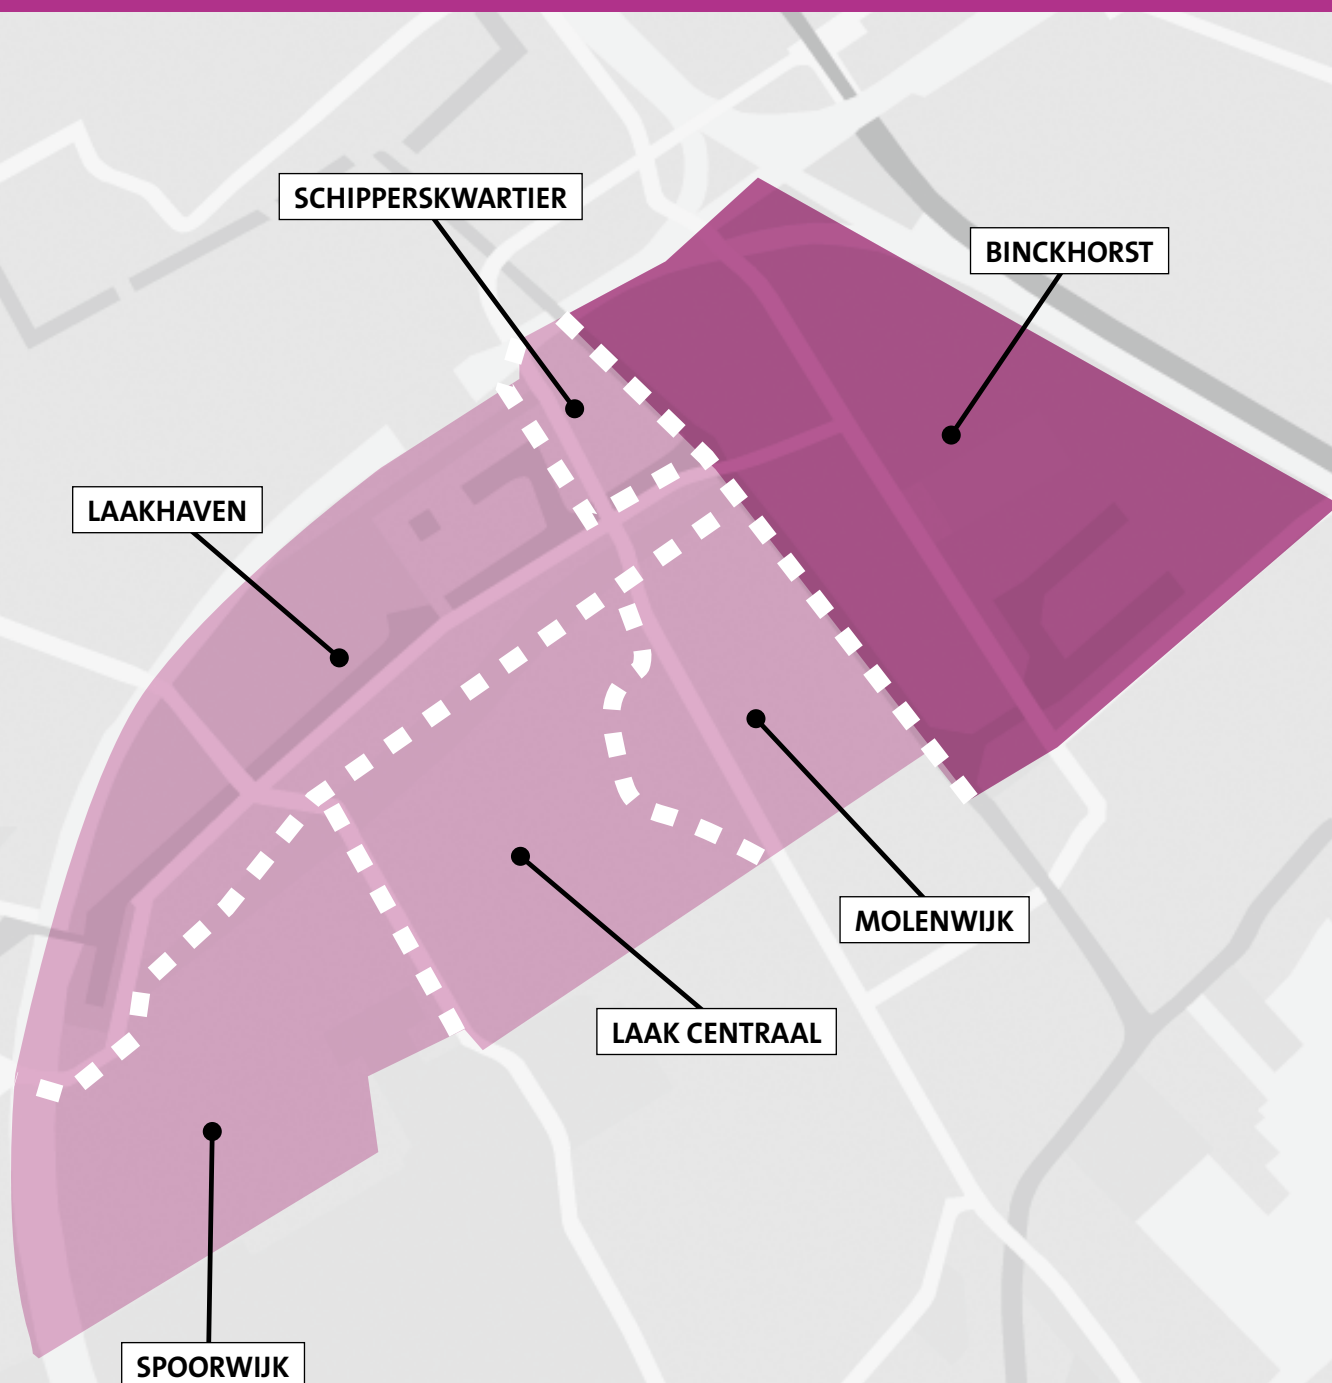 SCHIPPERSKWARTIER
BINCKHORST
LAAKHAVEN
MOLENWIJK
LAAK CENTRAAL
SPOORWIJK